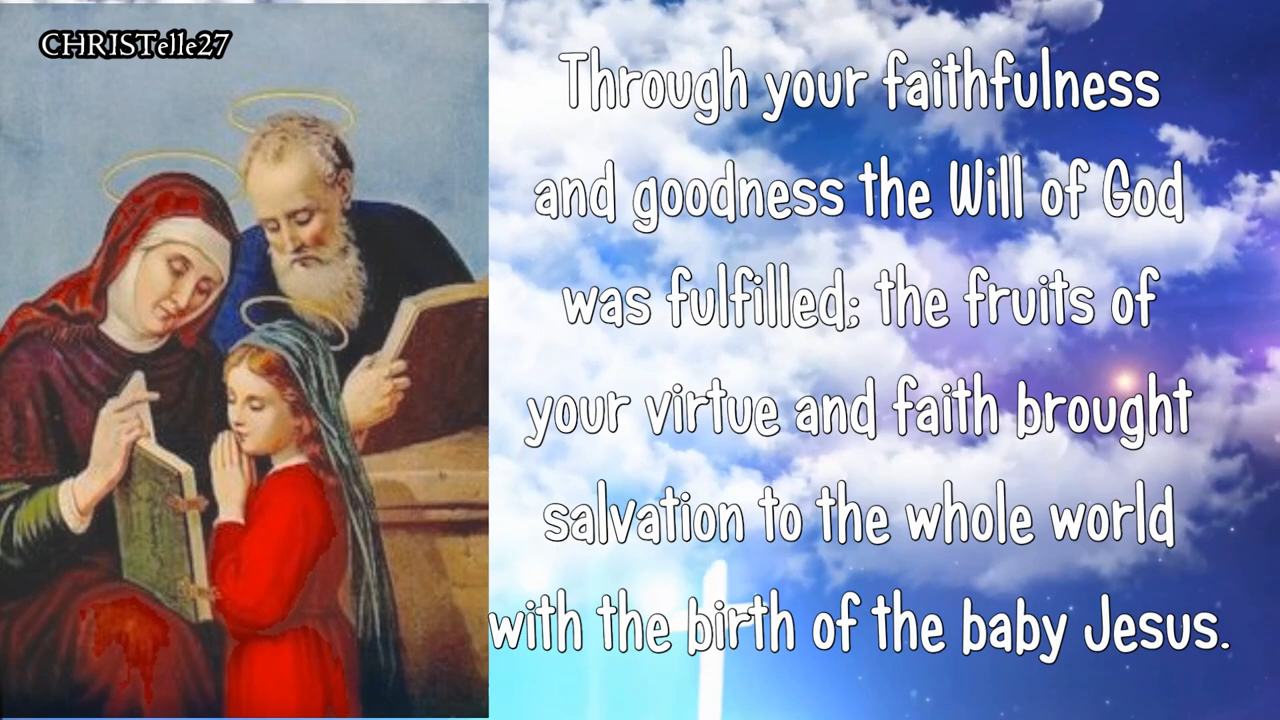 CHRISTelle27
Through your faithfulness
and goodness the Will of God
was fulfilled; the fruits of
your virtue and faith brought
salvation to the whole world
with the birth of the baby Jesus.